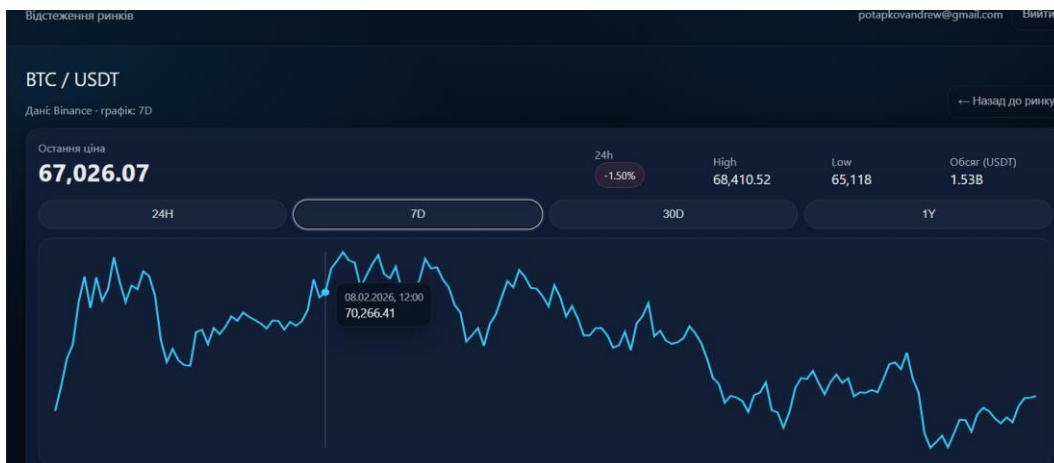 Відстеження ринків
potapkovandrew@gmail.com
Вийти
BTC / USDT
Дані: Binance · графік: 7D
← Назад до ринку
Остання ціна
67,026.07
24h
-1.50%
High
68,410.52
Low
65,118
Обсяг (USDT)
1.53B
24H
7D
30D
1Y
08.02.2026, 12:00
70,266.41